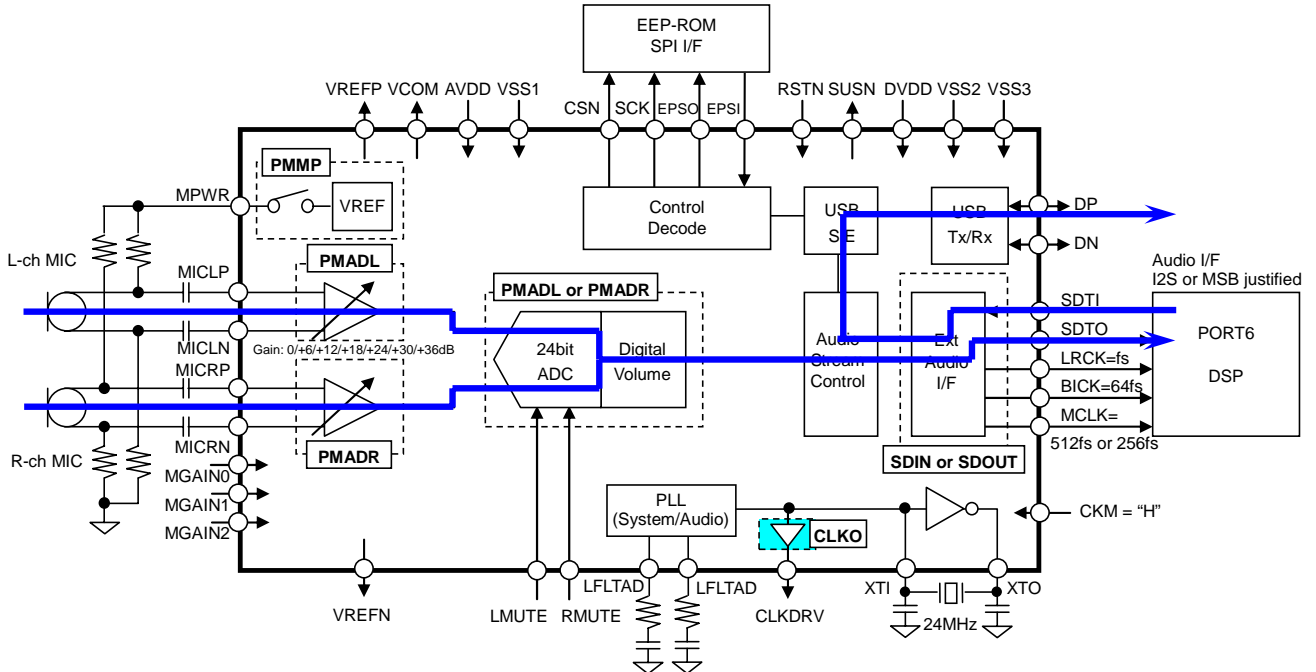 EEP-ROM
SPI I/F
VREFP
VCOM
AVDD
VSS1
CSN
SCK
EPSO
EPSI
RSTN
SUSN
DVDD
VSS2
VSS3
PMMP
MPWR
VREF
Control
Decode
USB
SIE
USB
Tx/Rx
DP
DN
L-ch MIC
MICLP
PMADL
PMADL or PMADR
Audio I/F
I2S or MSB justified
SDTI
MICLN
Gain: 0/+6/+12/+18/+24/+30/+36dB
24bit
ADC
Digital
Volume
Audio
Stream
Control
Ext
Audio
I/F
SDTO
PORT6
DSP
LRCK=fs
MICRP
BICK=64fs
MCLK=
512fs or 256fs
MICRN
PMADR
SDIN or SDOUT
R-ch MIC
MGAIN0
MGAIN1
MGAIN2
PLL
(System/Audio)
CLKO
CKM = “H”
VREFN
LMUTE
RMUTE
LFLTAD
LFLTAD
CLKDRV
XTI
XTO
24MHz